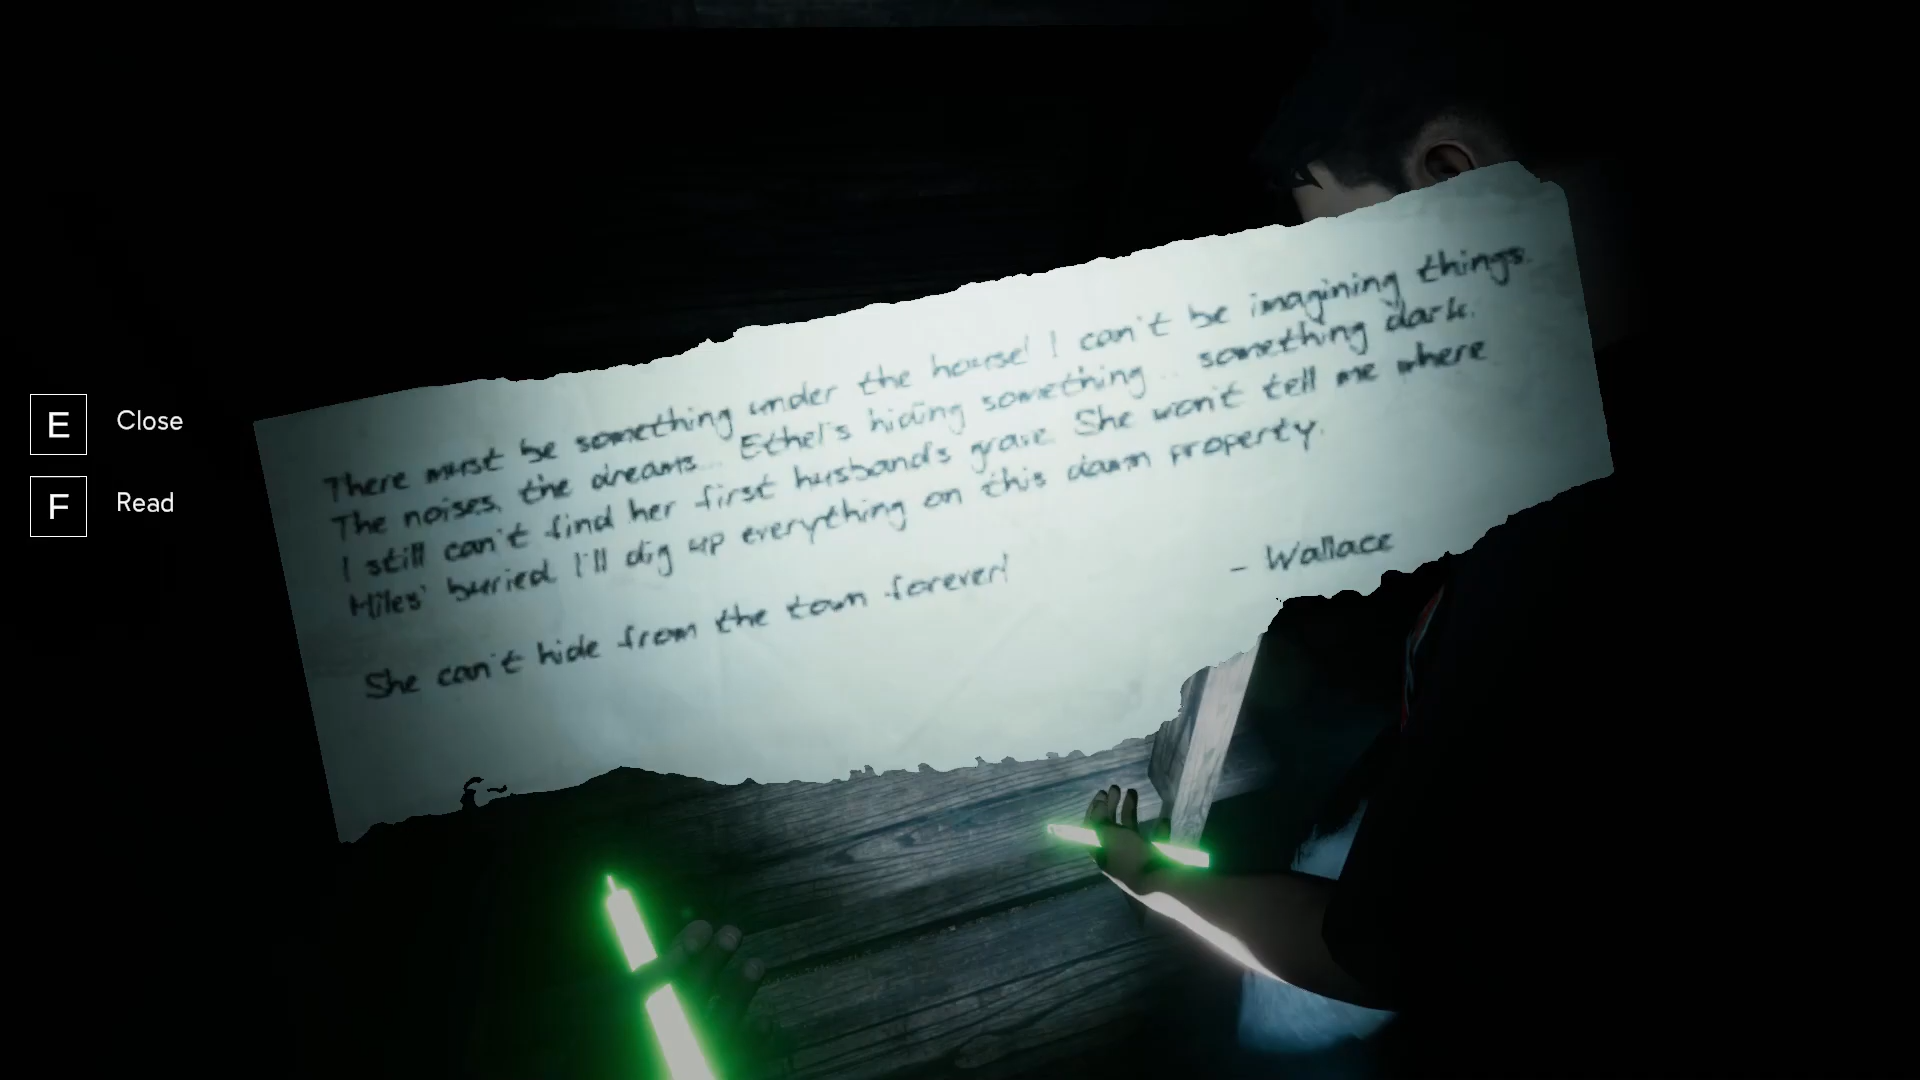 There must be something under the house! I can't be imagining things.
The noises, the dreams... Ethel's hiding something... something dark.
I still can't find her first husband's grave. She won't tell me where
Miles' buried. I'll dig up everything on this damn property.
She can't hide from the town forever!
- Wallace
E Close
F Read